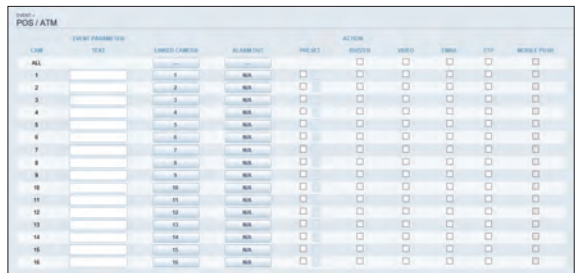 EVENT >
POS / ATM
EVENT PARAMETER ACTION
CAM TEXT LINKED CAMERA ALARM OUT PRESET BUZZER VIDEO EMAIL FTP MOBILE PUSH
ALL ... ...
1 1 N/A
2 2 N/A
3 3 N/A
4 4 N/A
5 5 N/A
6 6 N/A
7 7 N/A
8 8 N/A
9 9 N/A
10 10 N/A
11 11 N/A
12 12 N/A
13 13 N/A
14 14 N/A
15 15 N/A
16 16 N/A